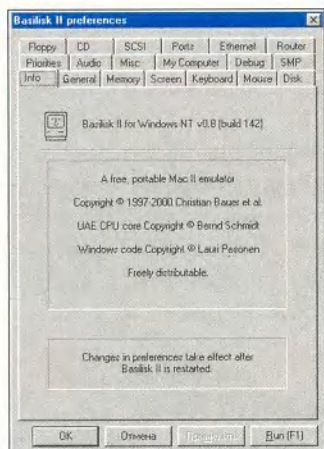 Basilisk II preferences
Floppy CD SCSI Ports Ethernet Router
Priorities Audio Misc My Computer Debug SMP
Info General Memory Screen Keyboard Mouse Disk
Basilisk II for Windows NT v0.8 (build 142)
A free, portable Mac II emulator
Copyright © 1997-2000 Christian Bauer et al.
UAE CPU core Copyright © Bernd Schmidt
Windows code Copyright © Lauri Pesonen
Freely distributable.
Changes in preferences take effect after
Basilisk II is restarted.
OK Отмена Применить Run (F1)